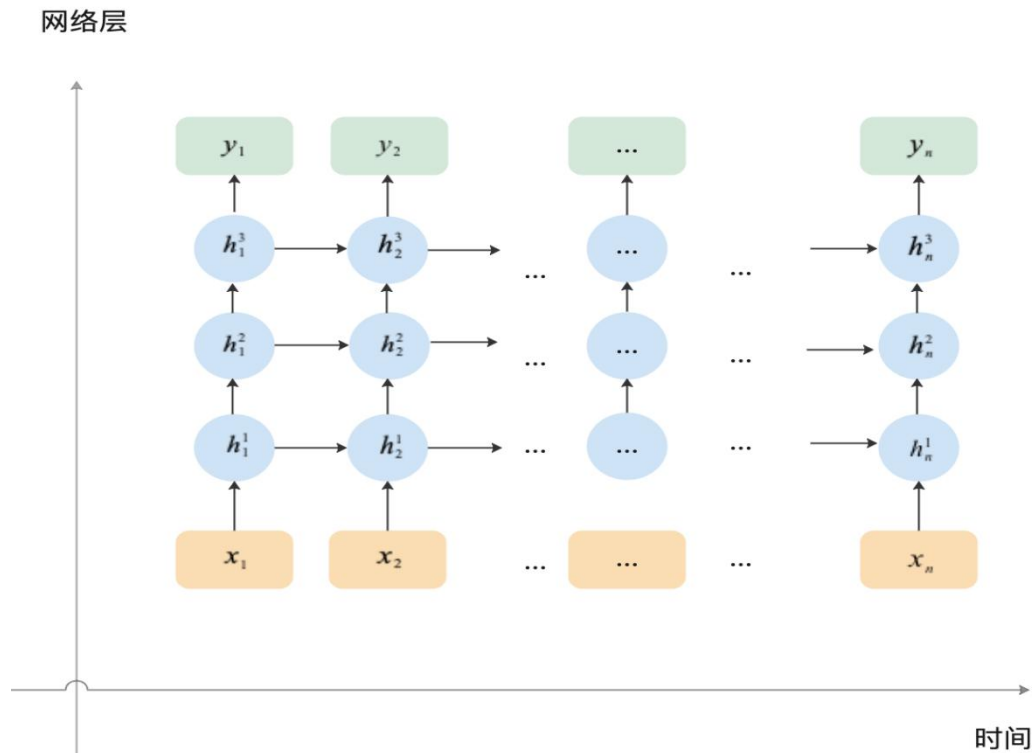 网络层
y₁ y₂ ... yₙ
h₁³ h₂³ ... ... ... hₙ³
h₁² h₂² ... ... ... hₙ²
h₁¹ h₂¹ ... ... ... hₙ¹
x₁ x₂ ... ... ... xₙ
时间